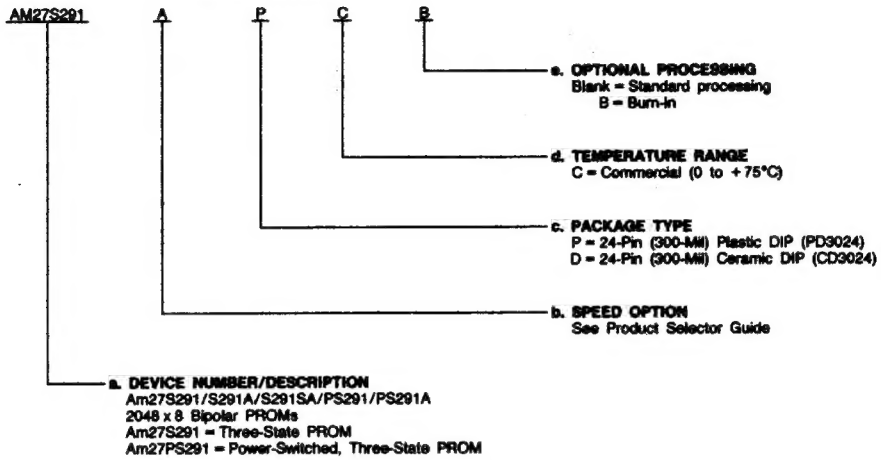 AM27S291 A P C B
e. OPTIONAL PROCESSING
Blank = Standard processing
B = Burn-in
d. TEMPERATURE RANGE
C = Commercial (0 to +75°C)
c. PACKAGE TYPE
P = 24-Pin (300-Mil) Plastic DIP (PD3024)
D = 24-Pin (300-Mil) Ceramic DIP (CD3024)
b. SPEED OPTION
See Product Selector Guide
a. DEVICE NUMBER/DESCRIPTION
Am27S291/S291A/S291SA/PS291/PS291A
2048 x 8 Bipolar PROMs
Am27S291 = Three-State PROM
Am27PS291 = Power-Switched, Three-State PROM